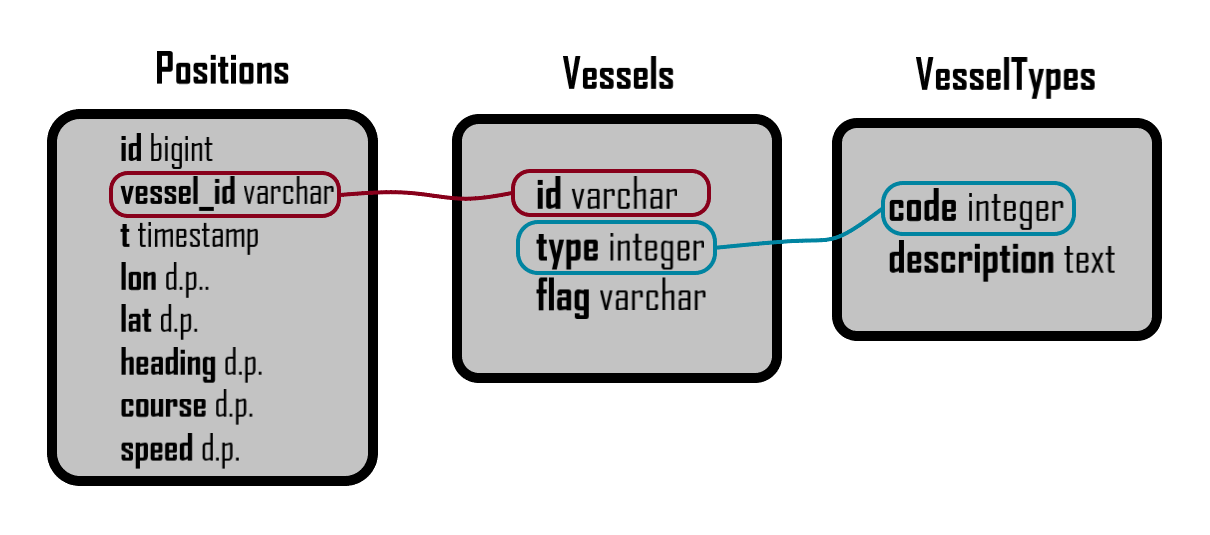 Positions
id bigint
vessel_id varchar
t timestamp
lon d.p..
lat d.p.
heading d.p.
course d.p.
speed d.p.
Vessels
id varchar
type integer
flag varchar
VesselTypes
code integer
description text